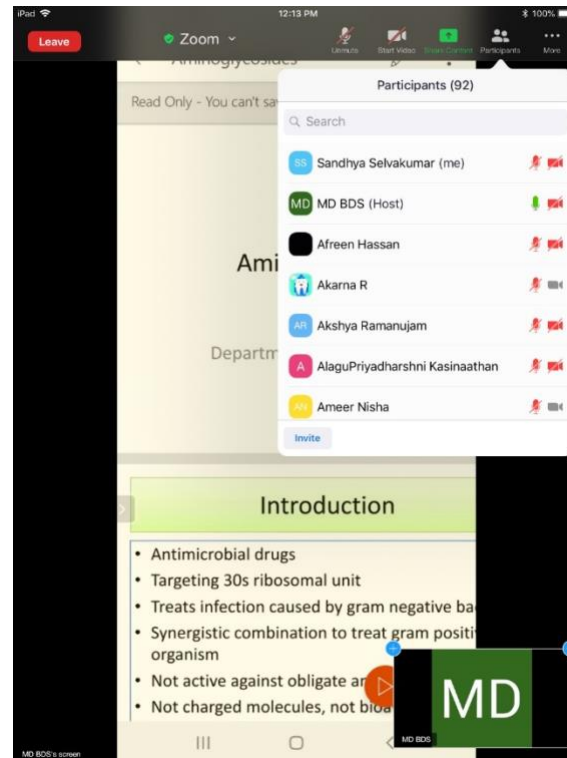 iPad
12:13 PM
100%
Leave
Zoom
Unmute
Start Video
Share Content
Participants
More
Aminoglycosides
Read Only - You can't sa
Participants (92)
Search
SS
Sandhya Selvakumar (me)
MD
MD BDS (Host)
Afreen Hassan
Akarna R
AR
Akshya Ramanujam
A
AlaguPriyadharshni Kasinaathan
AN
Ameer Nisha
Invite
Ami
Departm
Introduction
• Antimicrobial drugs
• Targeting 30s ribosomal unit
• Treats infection caused by gram negative ba
• Synergistic combination to treat gram positi
organism
• Not active against obligate an
• Not charged molecules, not bioa
MD
MD BDS
MD BDS's screen